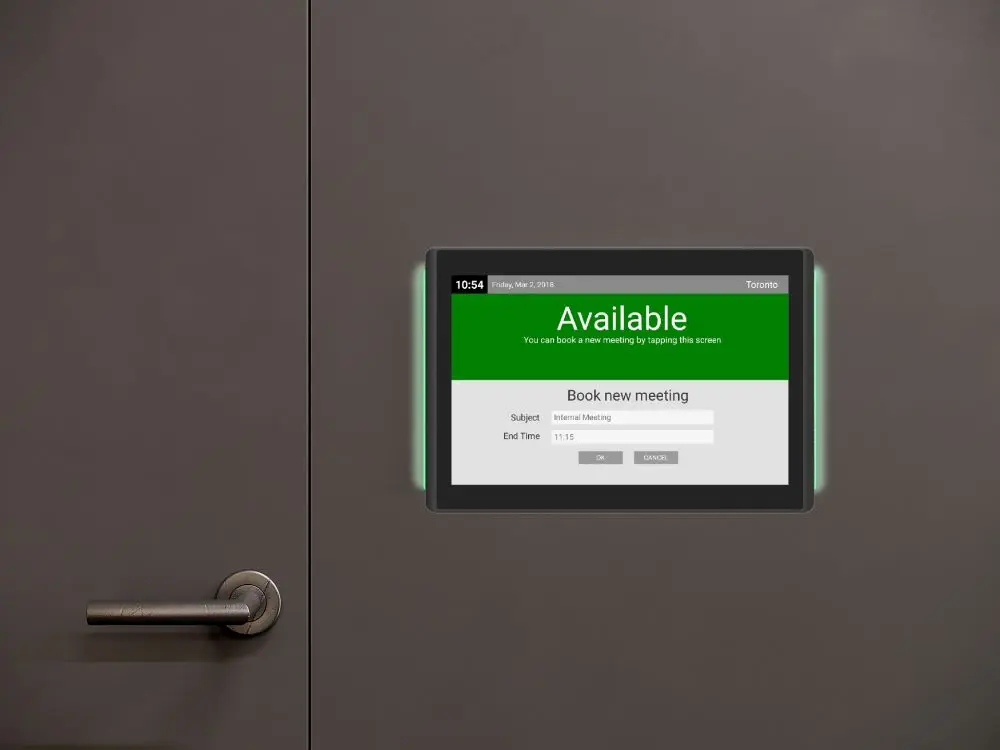 10:54 Friday, Mar 2, 2018 Toronto
Available
You can book a new meeting by tapping this screen
Book new meeting
Subject Internal Meeting
End Time 11:15
OK CANCEL